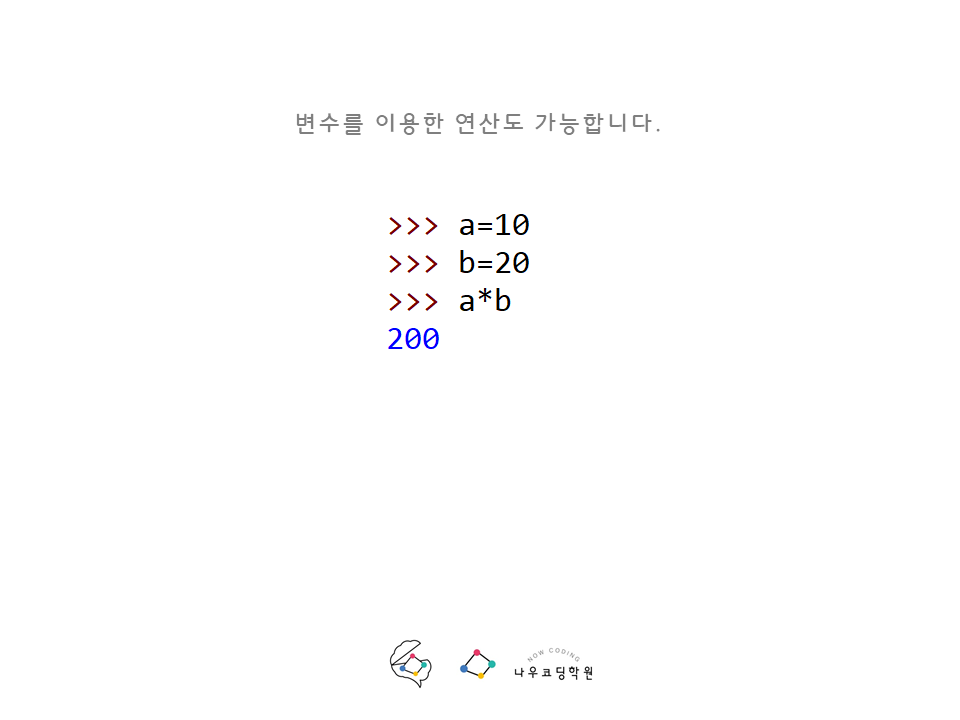 변수를 이용한 연산도 가능합니다.
>>> a=10
>>> b=20
>>> a*b
200
NOW CODING
나우코딩학원